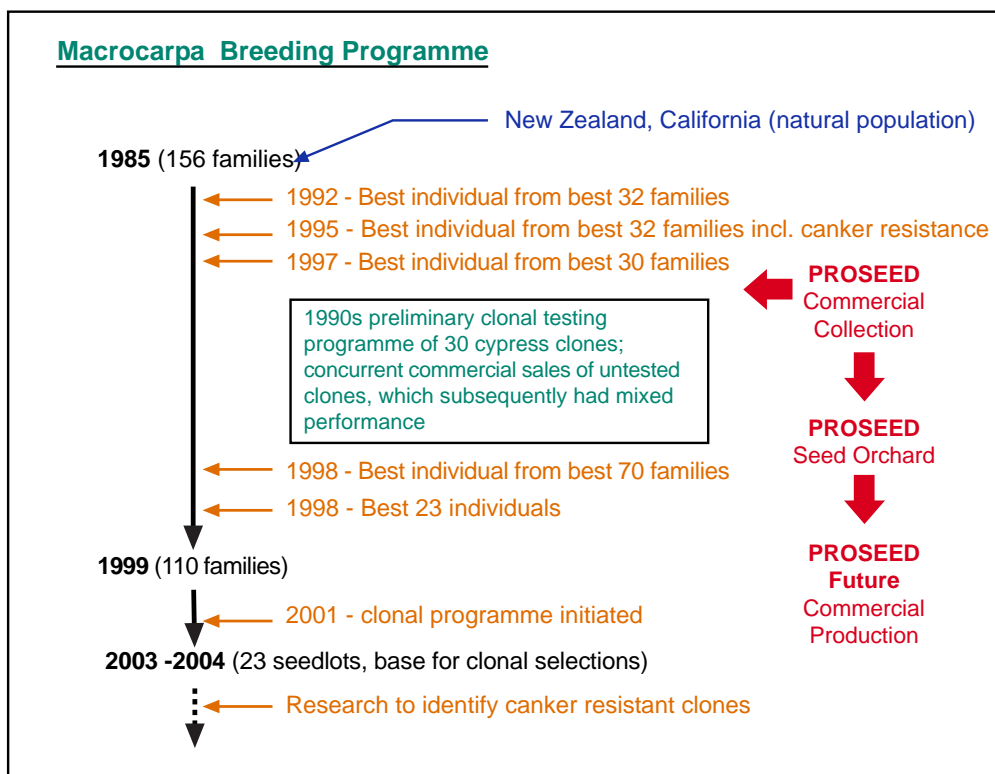 Macrocarpa Breeding Programme
New Zealand, California (natural population)
1985 (156 families)
1992 - Best individual from best 32 families
1995 - Best individual from best 32 families incl. canker resistance
1997 - Best individual from best 30 families
PROSEED
Commercial
Collection
1990s preliminary clonal testing
programme of 30 cypress clones;
concurrent commercial sales of untested
clones, which subsequently had mixed
performance
PROSEED
Seed Orchard
1998 - Best individual from best 70 families
1998 - Best 23 individuals
1999 (110 families)
PROSEED
Future
Commercial
Production
2001 - clonal programme initiated
2003 -2004 (23 seedlots, base for clonal selections)
Research to identify canker resistant clones